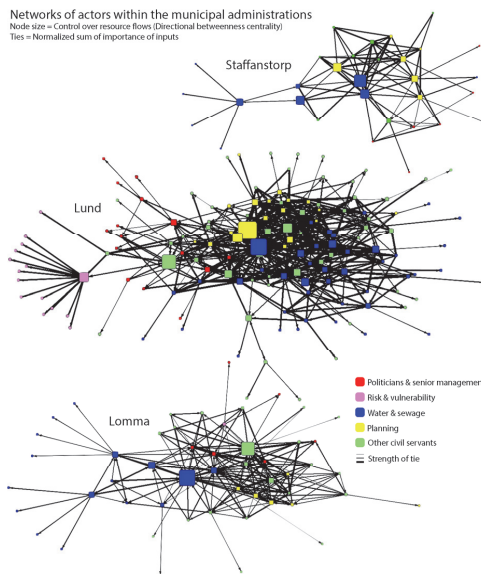 Networks of actors within the municipal administrations
Node size = Control over resource flows (Directional betweenness centrality)
Ties = Normalized sum of importance of inputs
Staffanstorp
Lund
Politicians & senior managemen
Risk & vulnerability
Water & sewage
Planning
Other civil servants
Strength of tie
Lomma